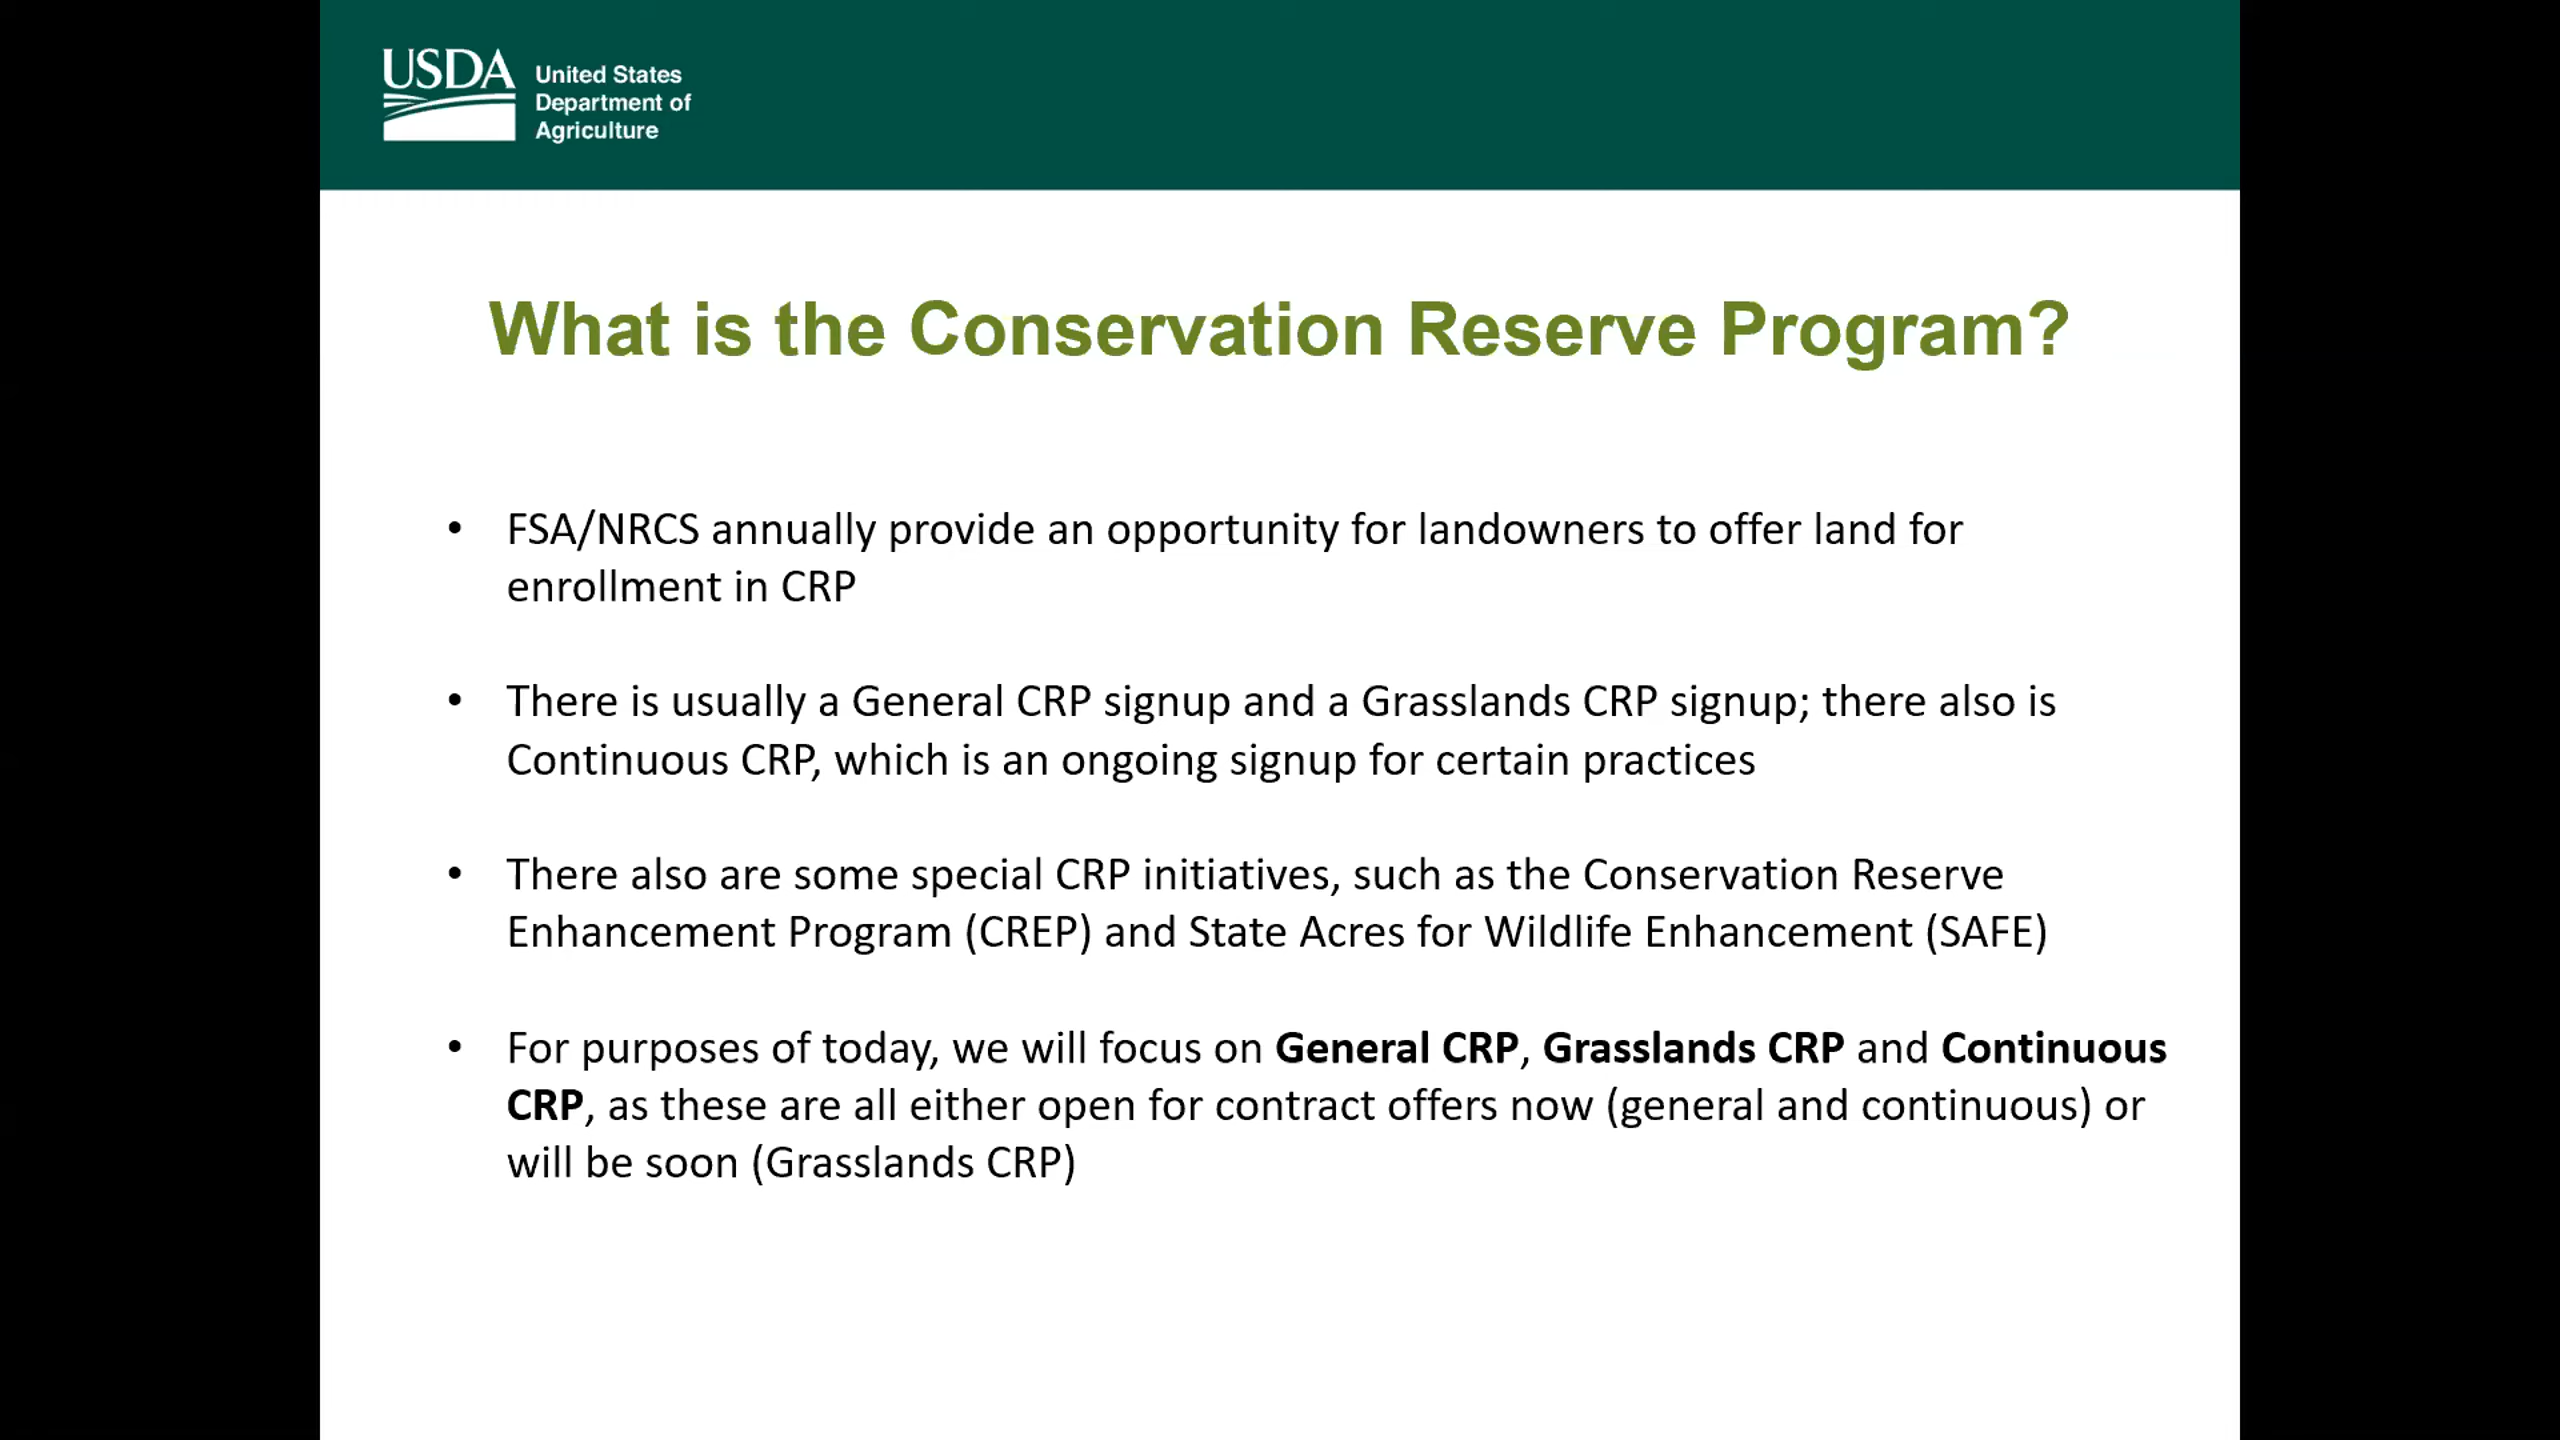 USDA
United States
Department of
Agriculture
What is the Conservation Reserve Program?
• FSA/NRCS annually provide an opportunity for landowners to offer land for
enrollment in CRP
• There is usually a General CRP signup and a Grasslands CRP signup; there also is
Continuous CRP, which is an ongoing signup for certain practices
• There also are some special CRP initiatives, such as the Conservation Reserve
Enhancement Program (CREP) and State Acres for Wildlife Enhancement (SAFE)
• For purposes of today, we will focus on General CRP, Grasslands CRP and Continuous
CRP, as these are all either open for contract offers now (general and continuous) or
will be soon (Grasslands CRP)